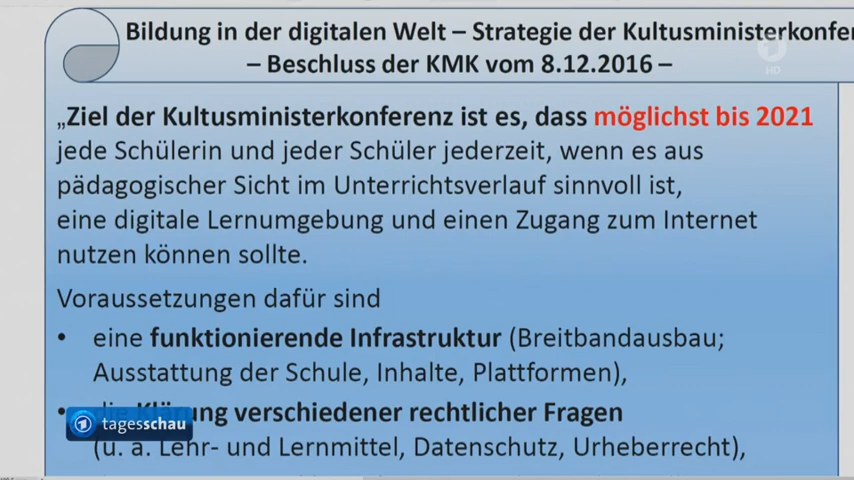 Bildung in der digitalen Welt – Strategie der Kultusministerkonfer
– Beschluss der KMK vom 8.12.2016 –
„Ziel der Kultusministerkonferenz ist es, dass möglichst bis 2021
jede Schülerin und jeder Schüler jederzeit, wenn es aus
pädagogischer Sicht im Unterrichtsverlauf sinnvoll ist,
eine digitale Lernumgebung und einen Zugang zum Internet
nutzen können sollte.
Voraussetzungen dafür sind
• eine funktionierende Infrastruktur (Breitbandausbau;
Ausstattung der Schule, Inhalte, Plattformen),
• die Klärung verschiedener rechtlicher Fragen
(u. a. Lehr- und Lernmittel, Datenschutz, Urheberrecht),
tagesschau
1
HD